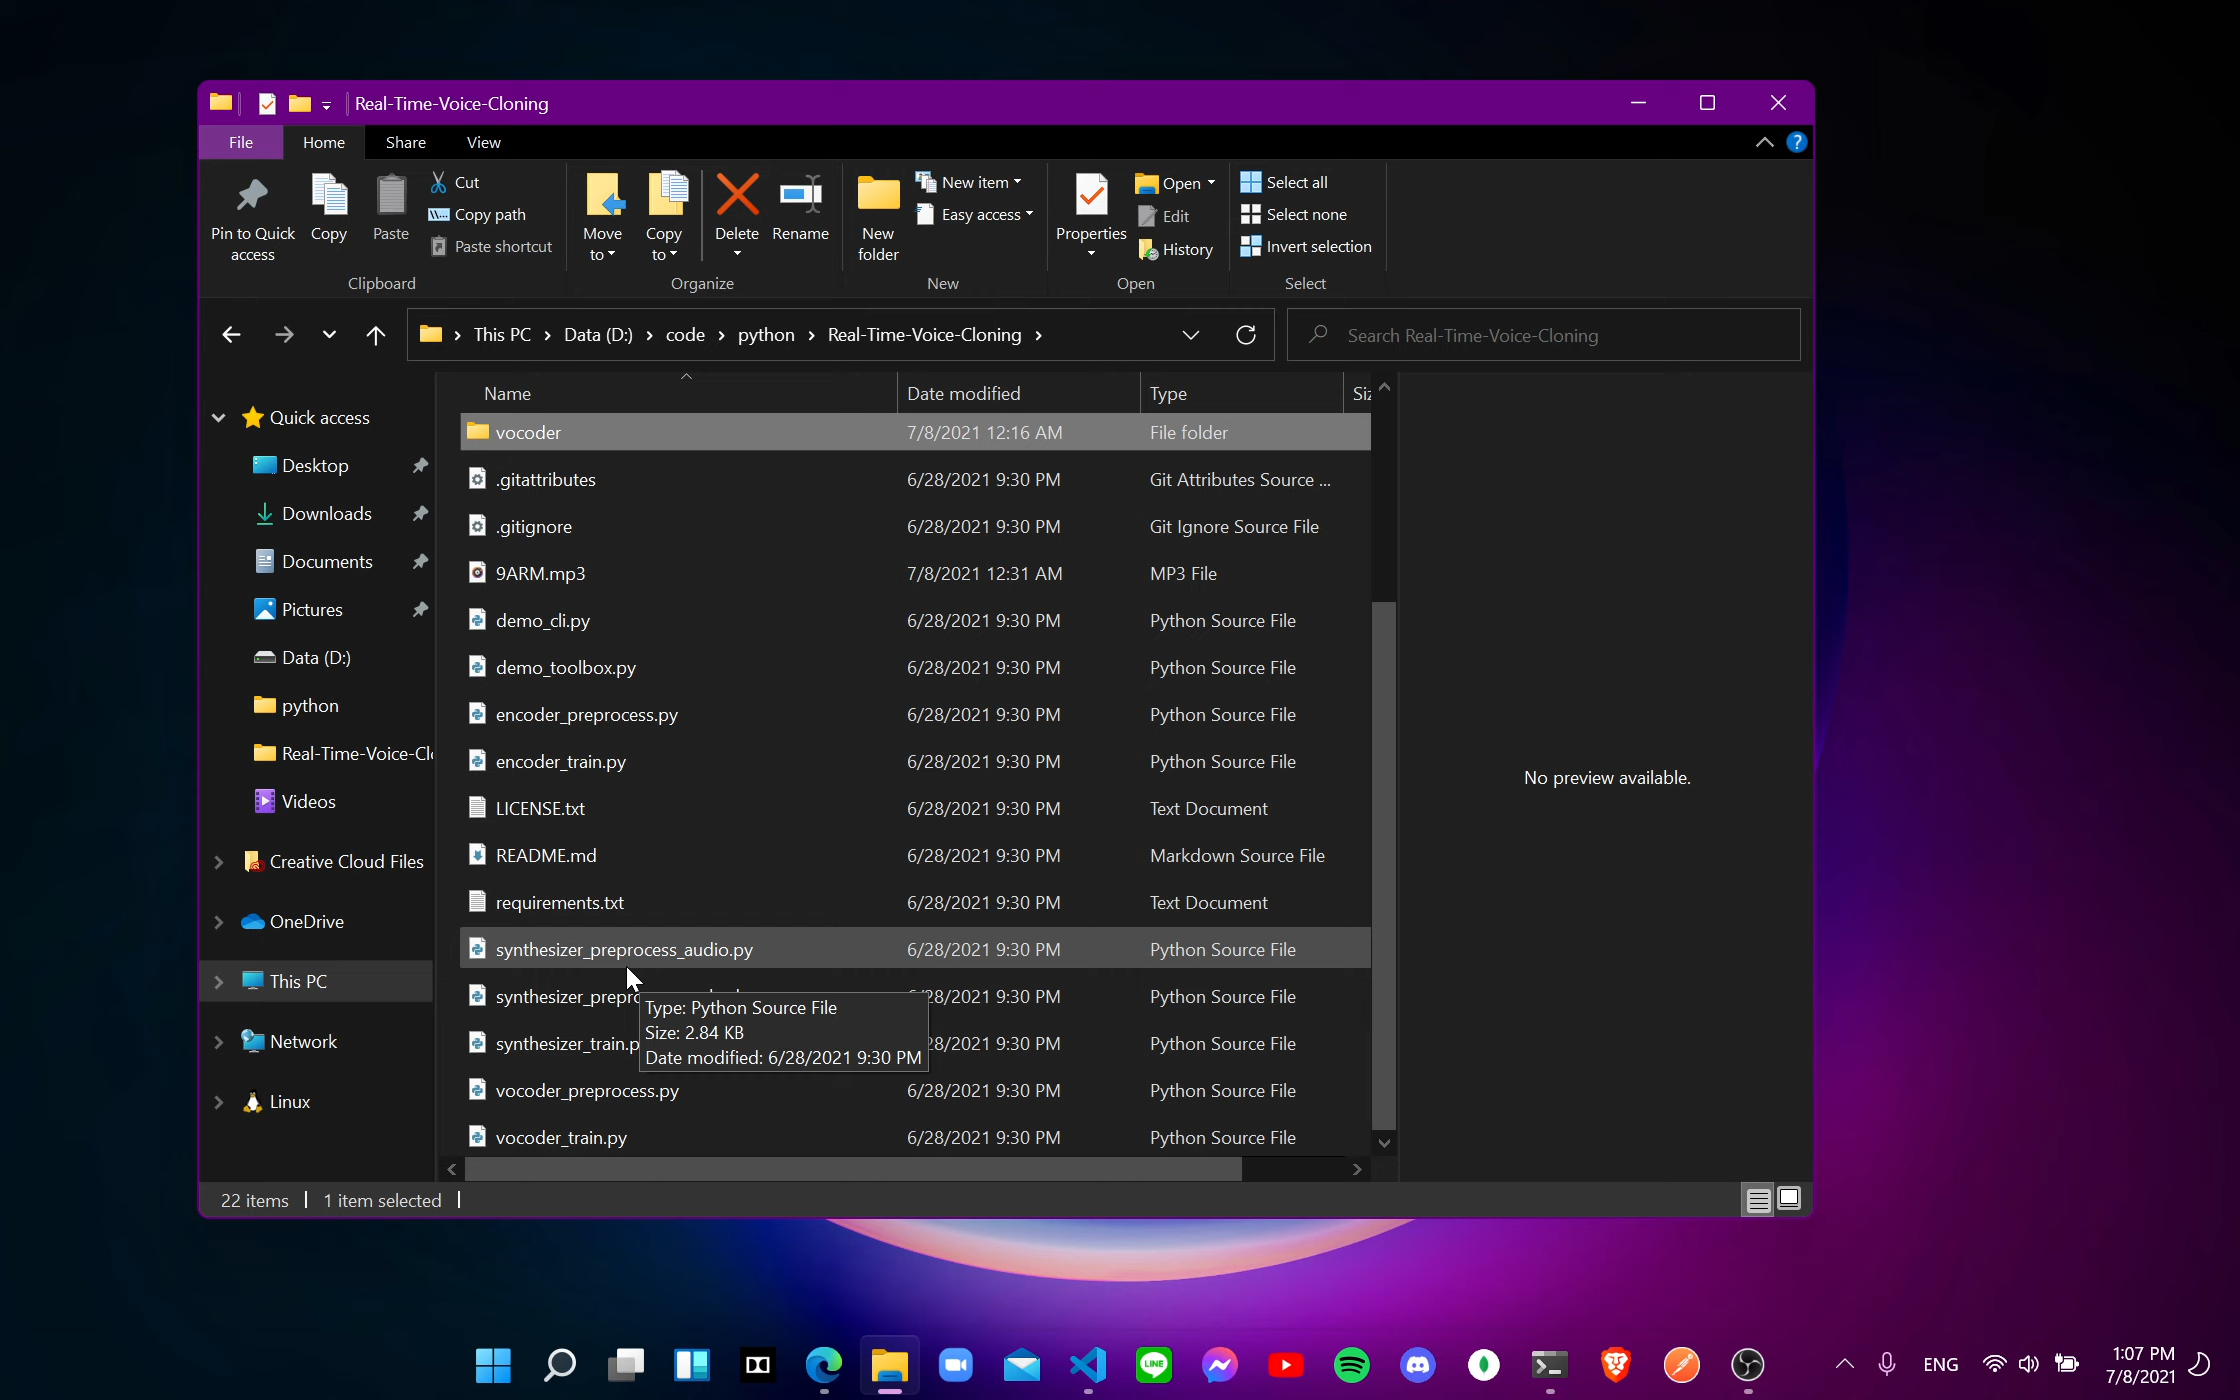 Real-Time-Voice-Cloning
File Home Share View
Pin to Quick access
Copy
Paste
Cut
Copy path
Paste shortcut
Clipboard
Move to
Copy to
Delete
Rename
Organize
New folder
New item
Easy access
New
Properties
Open
Edit
History
Open
Select all
Select none
Invert selection
Select
This PC > Data (D:) > code > python > Real-Time-Voice-Cloning >
Search Real-Time-Voice-Cloning
Quick access
Desktop
Downloads
Documents
Pictures
Data (D:)
python
Real-Time-Voice-Cl
Videos
Creative Cloud Files
OneDrive
This PC
Network
Linux
Name Date modified Type Siz
vocoder 7/8/2021 12:16 AM File folder
.gitattributes 6/28/2021 9:30 PM Git Attributes Source ...
.gitignore 6/28/2021 9:30 PM Git Ignore Source File
9ARM.mp3 7/8/2021 12:31 AM MP3 File
demo_cli.py 6/28/2021 9:30 PM Python Source File
demo_toolbox.py 6/28/2021 9:30 PM Python Source File
encoder_preprocess.py 6/28/2021 9:30 PM Python Source File
encoder_train.py 6/28/2021 9:30 PM Python Source File
LICENSE.txt 6/28/2021 9:30 PM Text Document
README.md 6/28/2021 9:30 PM Markdown Source File
requirements.txt 6/28/2021 9:30 PM Text Document
synthesizer_preprocess_audio.py 6/28/2021 9:30 PM Python Source File
synthesizer_prepro 28/2021 9:30 PM Python Source File
synthesizer_train.p 28/2021 9:30 PM Python Source File
vocoder_preprocess.py 6/28/2021 9:30 PM Python Source File
vocoder_train.py 6/28/2021 9:30 PM Python Source File
Type: Python Source File
Size: 2.84 KB
Date modified: 6/28/2021 9:30 PM
No preview available.
22 items | 1 item selected |
LINE
ENG
1:07 PM
7/8/2021